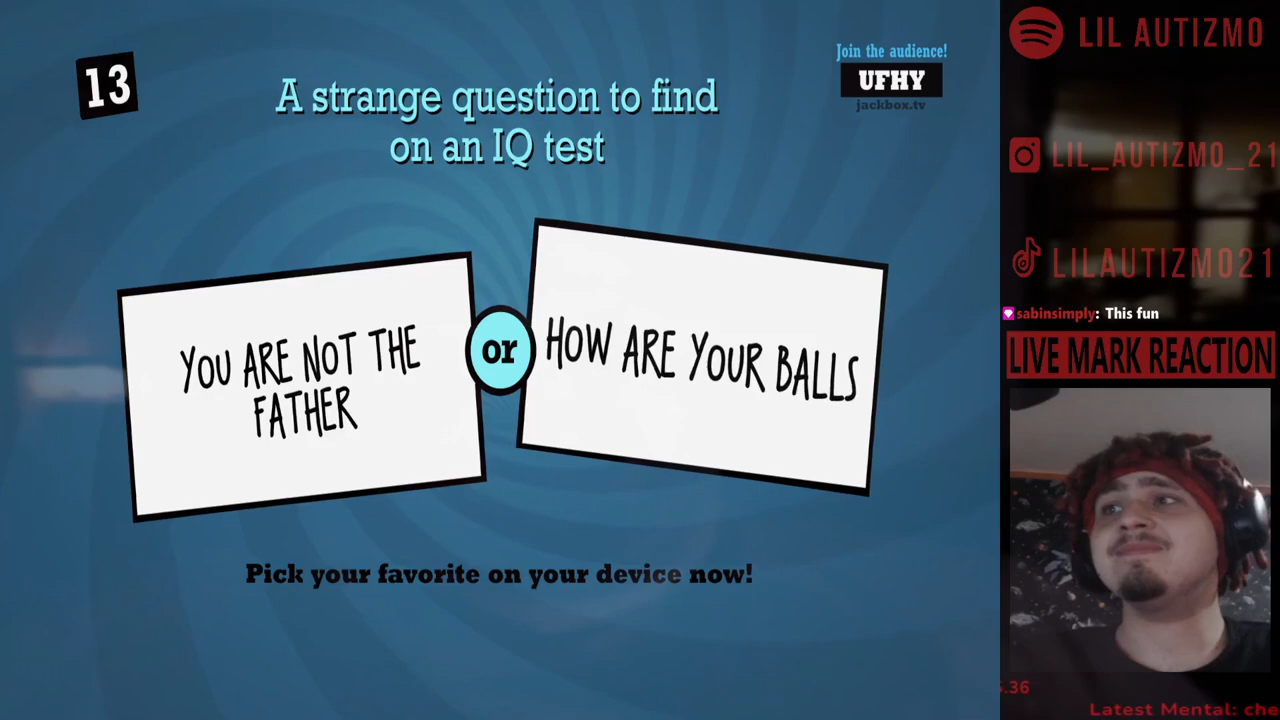 13
A strange question to find
on an IQ test
Join the audience!
UFHY
jackbox.tv
YOU ARE NOT THE
FATHER
or
HOW ARE YOUR BALLS
Pick your favorite on your device now!
LIL AUTIZMO
LIL_AUTIZMO_21
LILAUTIZMO21
sabinsimply: This fun
LIVE MARK REACTION
.36
Latest Mental: che